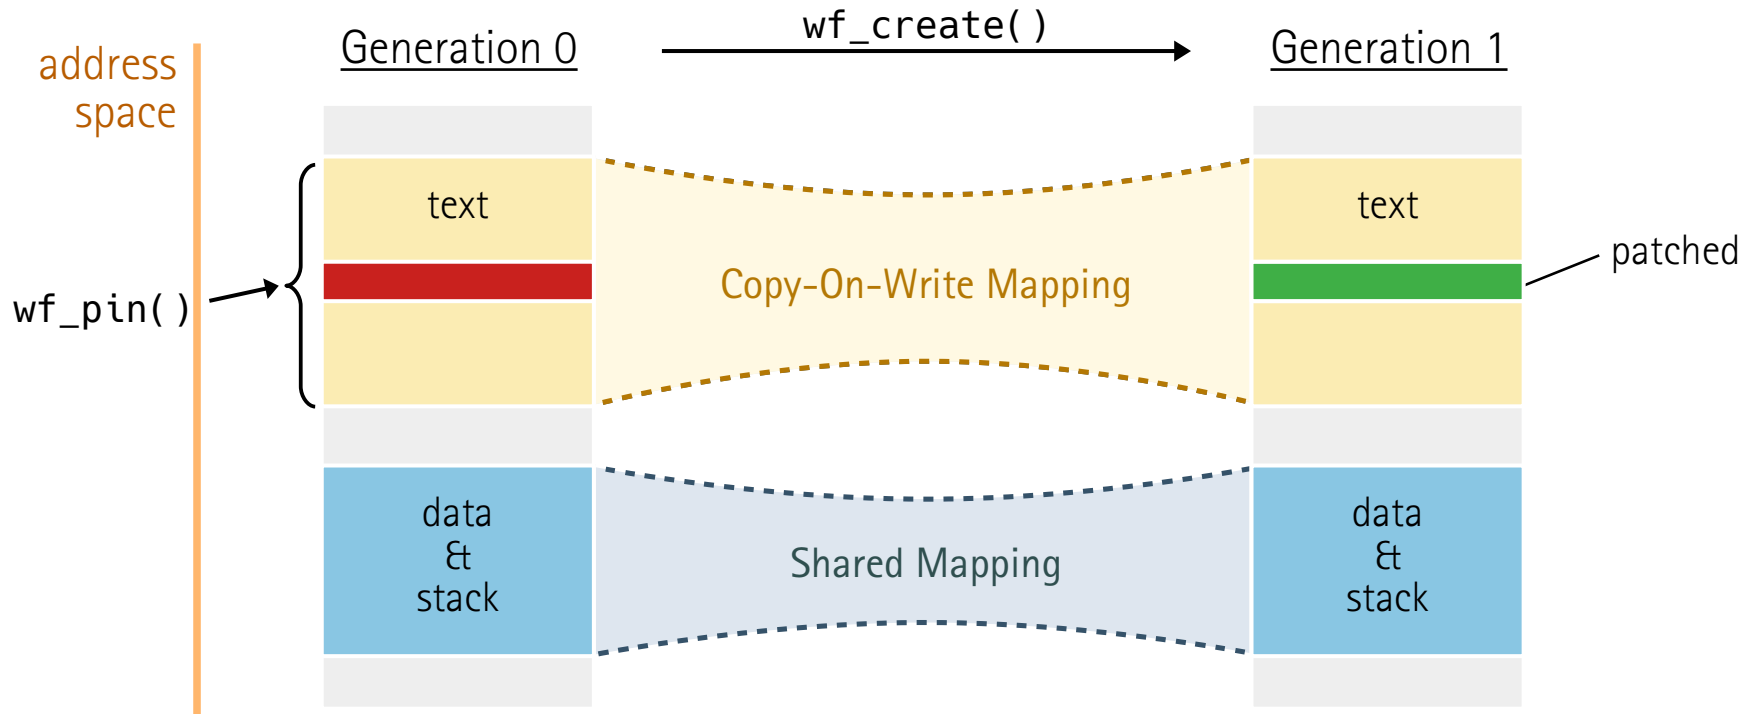 address
space
Generation 0
wf_create()
Generation 1
text
text
wf_pin()
Copy-On-Write Mapping
patched
data
&
stack
Shared Mapping
data
&
stack